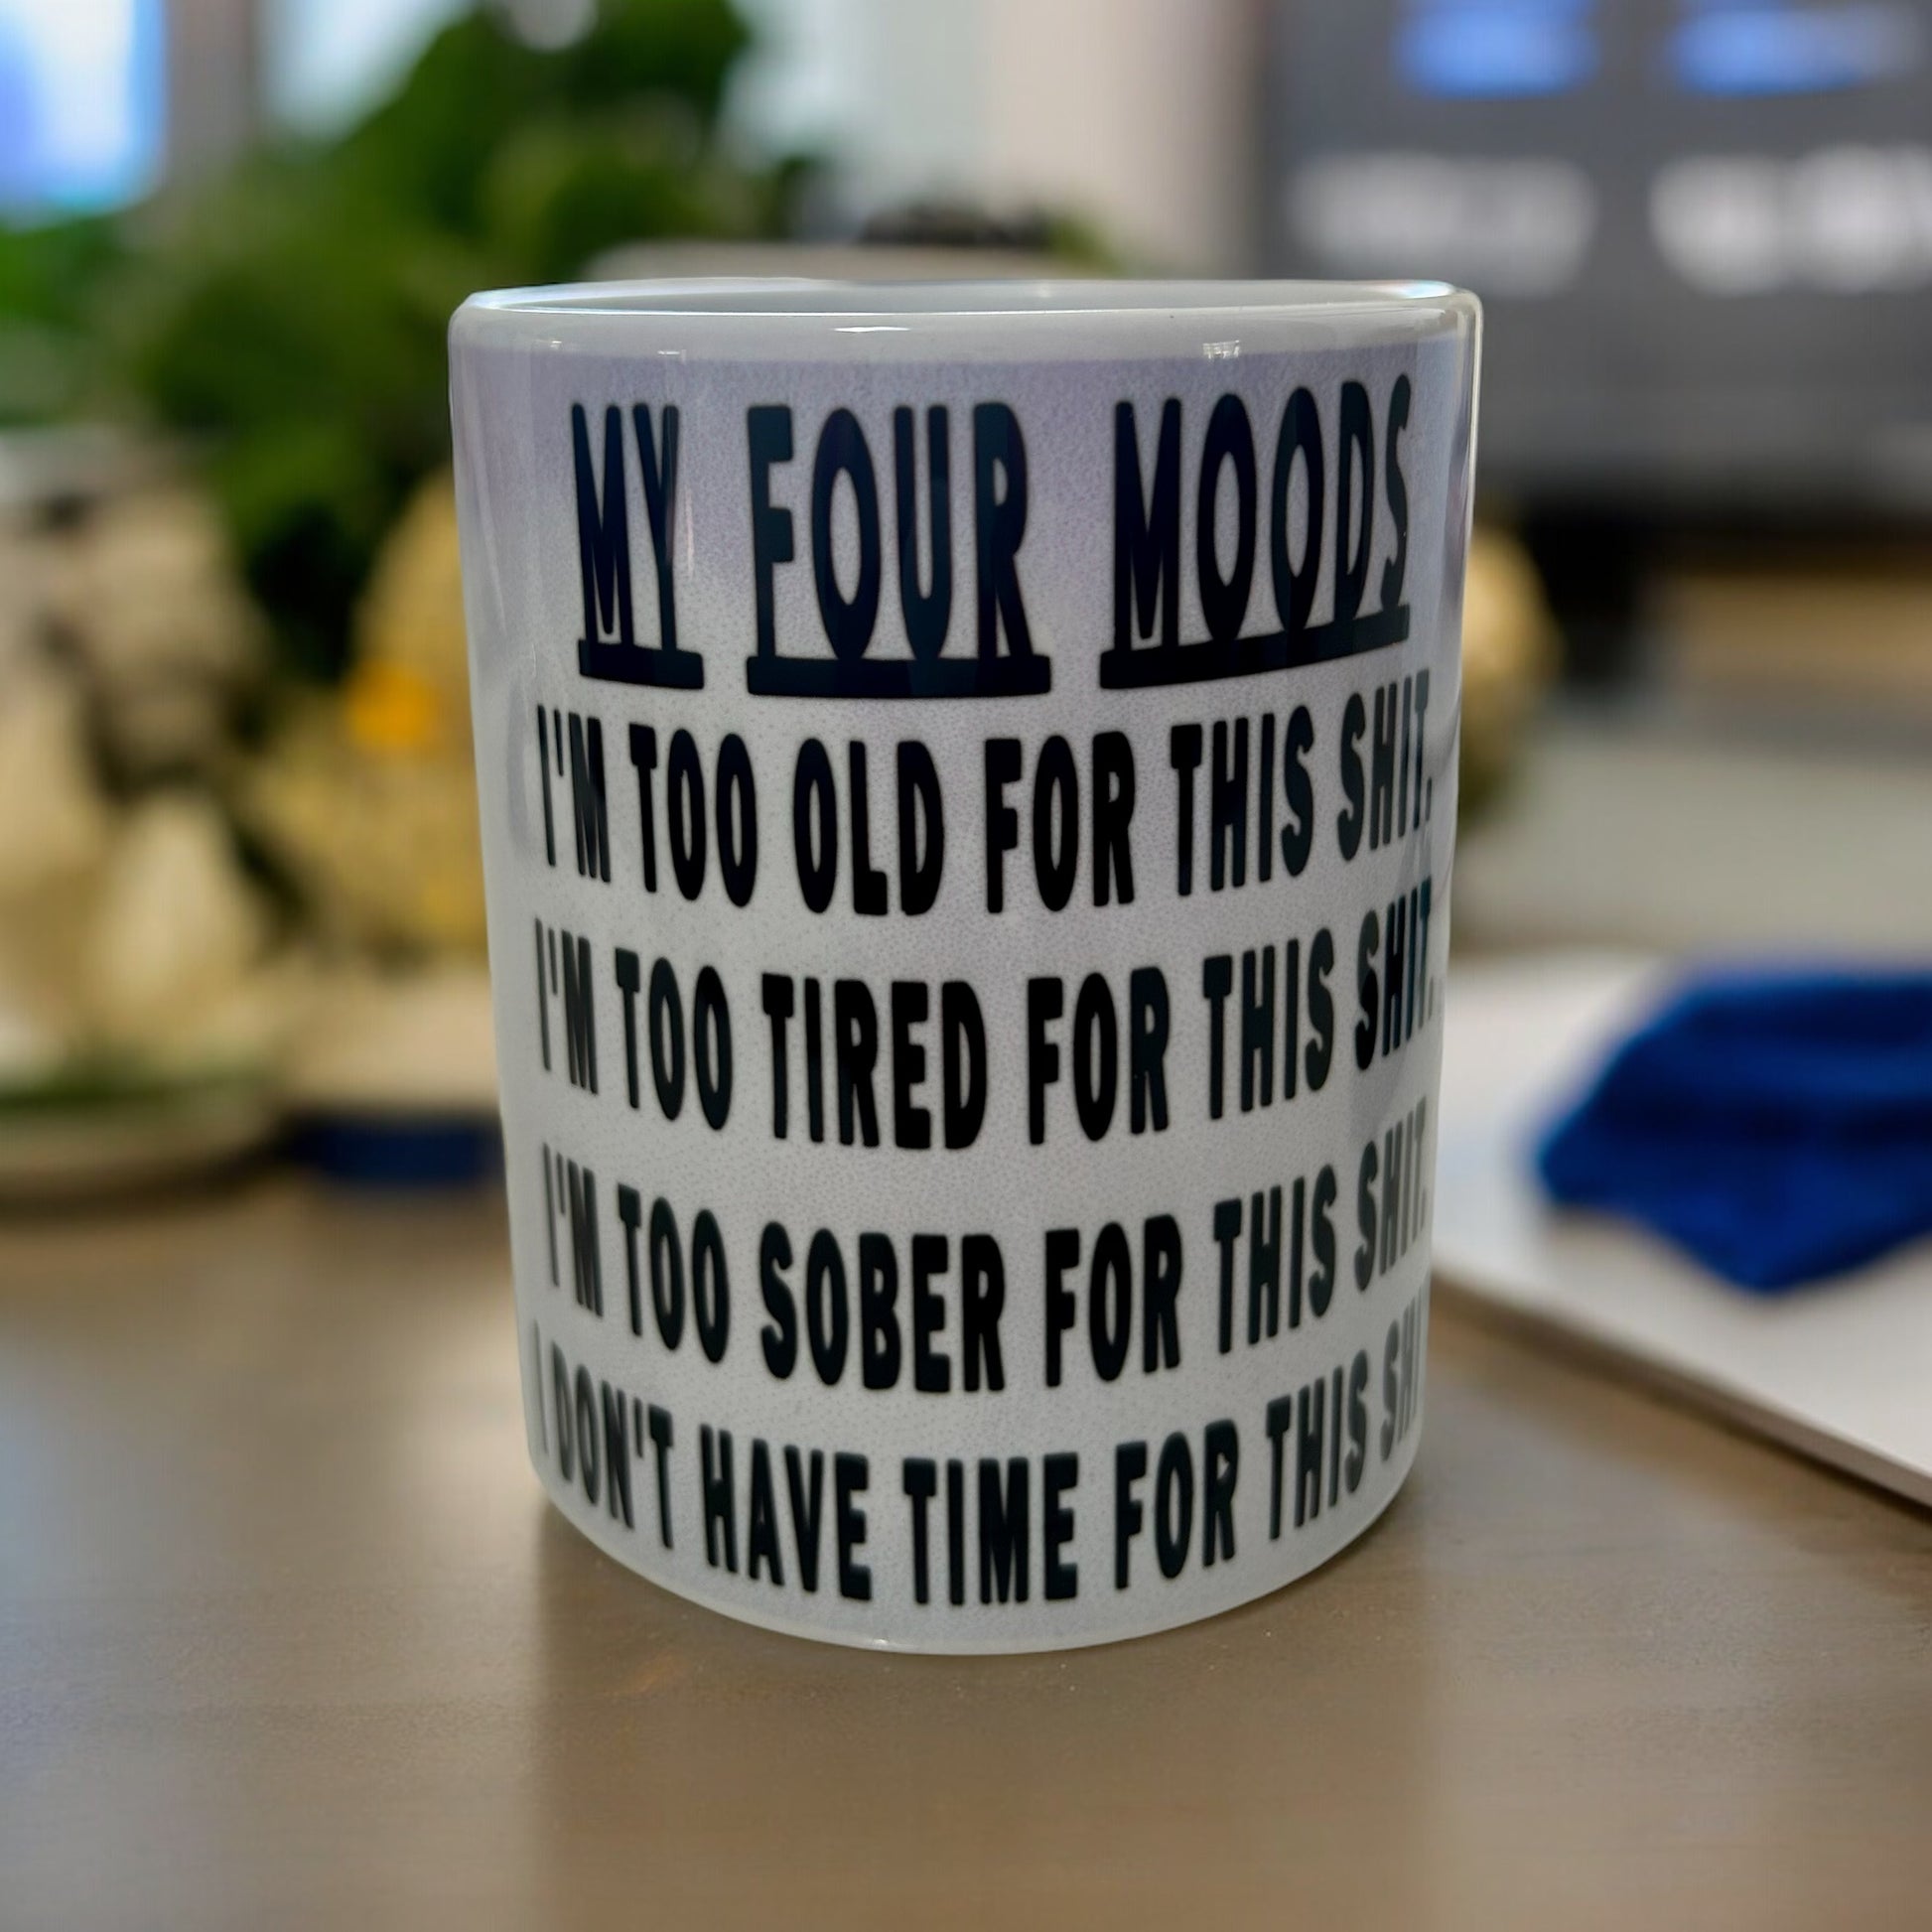 MY FOUR MOODS
I'M TOO OLD FOR THIS SHIT.
I'M TOO TIRED FOR THIS SHIT.
I'M TOO SOBER FOR THIS SHIT.
I DON'T HAVE TIME FOR THIS SHI